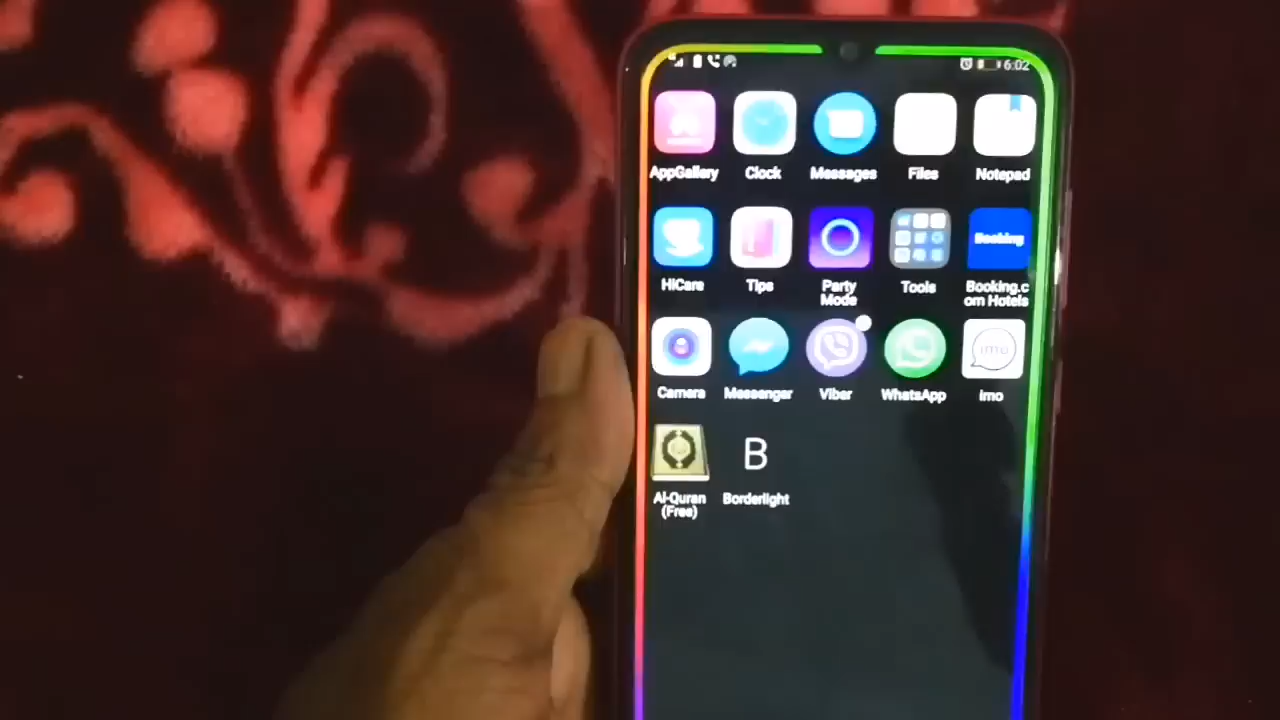 6:02
AppGallery Clock Messages Files Notepad
Booking
HiCare Tips Party Mode Tools Booking.c
om Hotels
imo
Camera Messenger Viber WhatsApp imo
B
Al-Quran Borderlight
(Free)